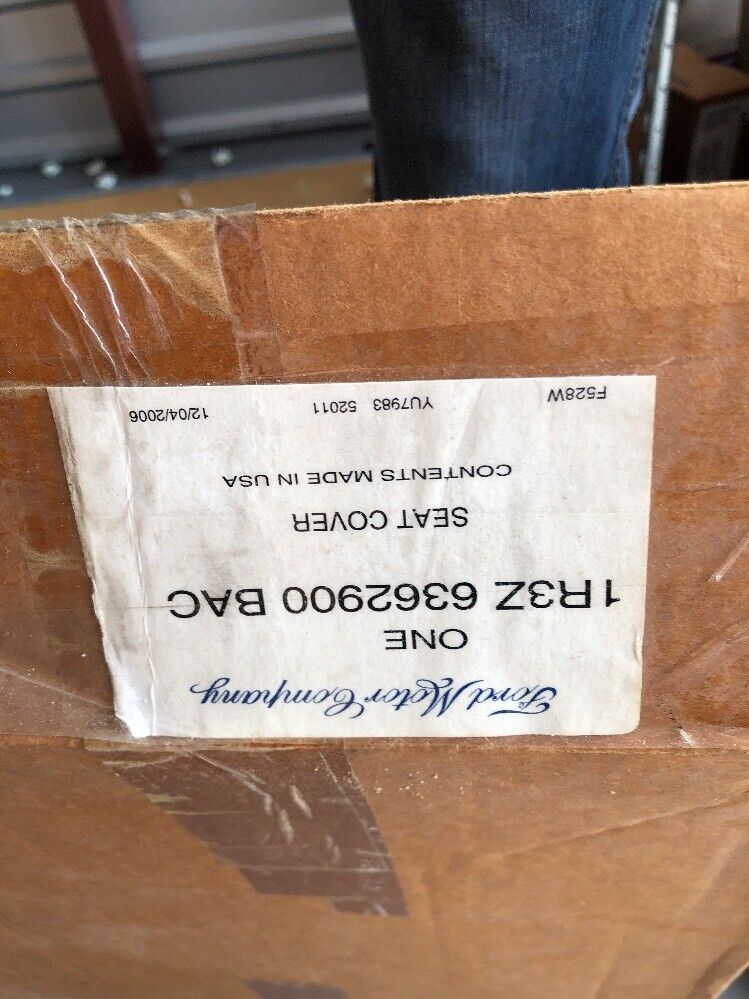 Ford Motor Company
ONE
1R3Z 6362900 BAC
SEAT COVER
CONTENTS MADE IN USA
F528W YU7983 52011 12/04/2006